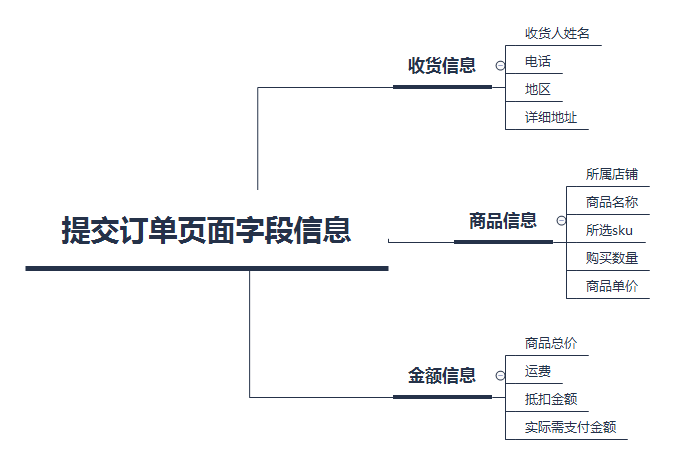 提交订单页面字段信息
收货信息
收货人姓名
电话
地区
详细地址
商品信息
所属店铺
商品名称
所选sku
购买数量
商品单价
金额信息
商品总价
运费
抵扣金额
实际需支付金额